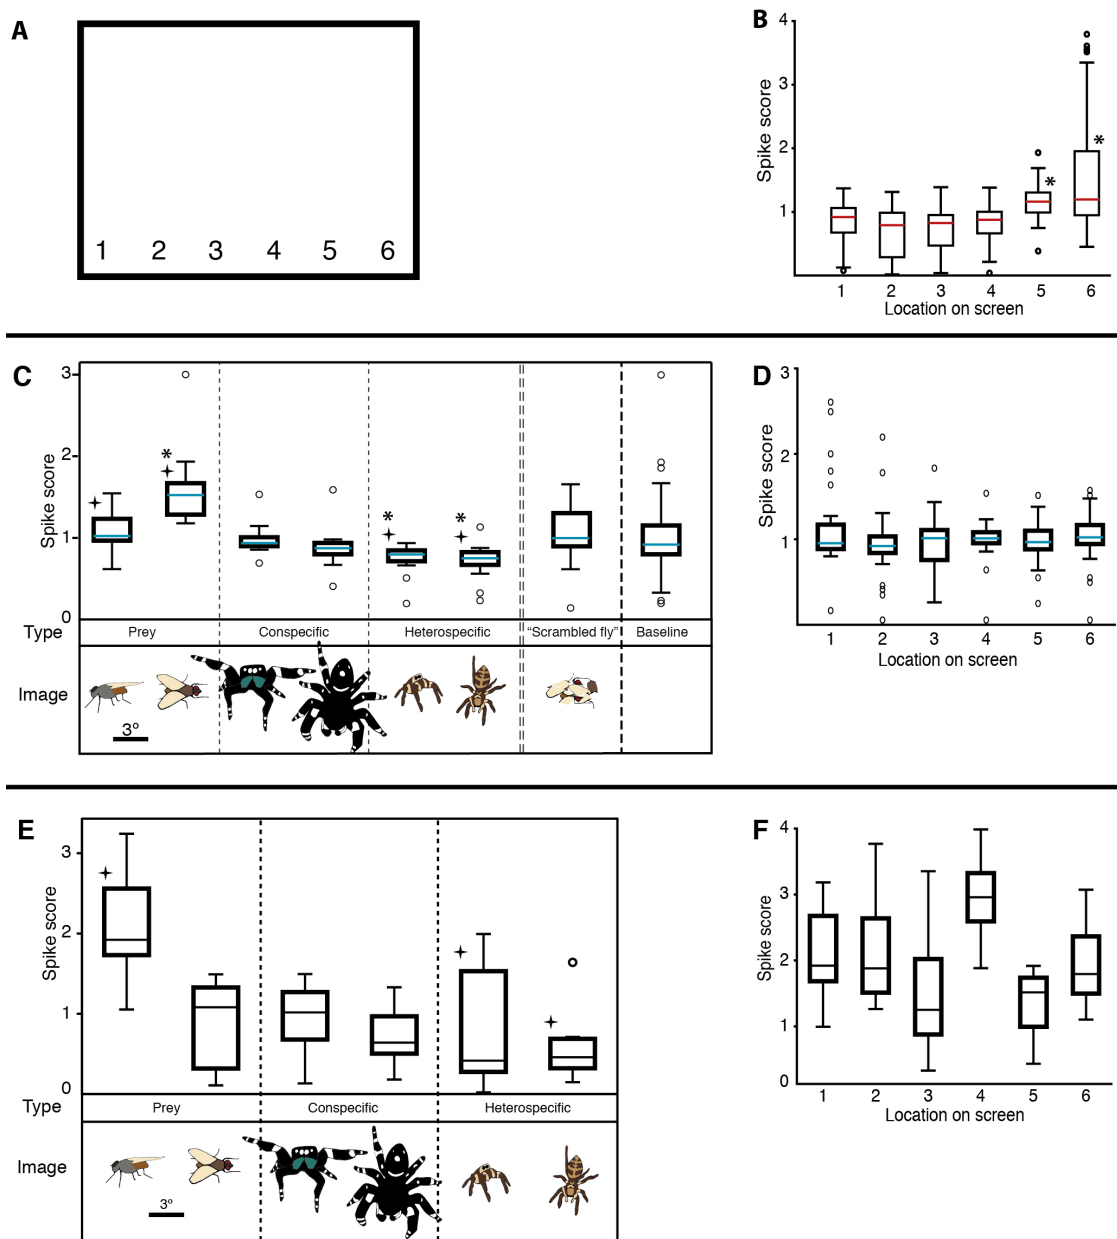 A
1 2 3 4 5 6
B
Spike score
4
3
2
1
*
*
1 2 3 4 5 6
Location on screen
C
Spike score
3
2
1
0
*
*
*
Type Prey Conspecific Heterospecific "Scrambled fly" Baseline
Image
3º
D
Spike score
3
2
1
1 2 3 4 5 6
Location on screen
E
Spike score
3
2
1
0
Type Prey Conspecific Heterospecific
Image
3º
F
Spike score
4
3
2
1
0
1 2 3 4 5 6
Location on screen